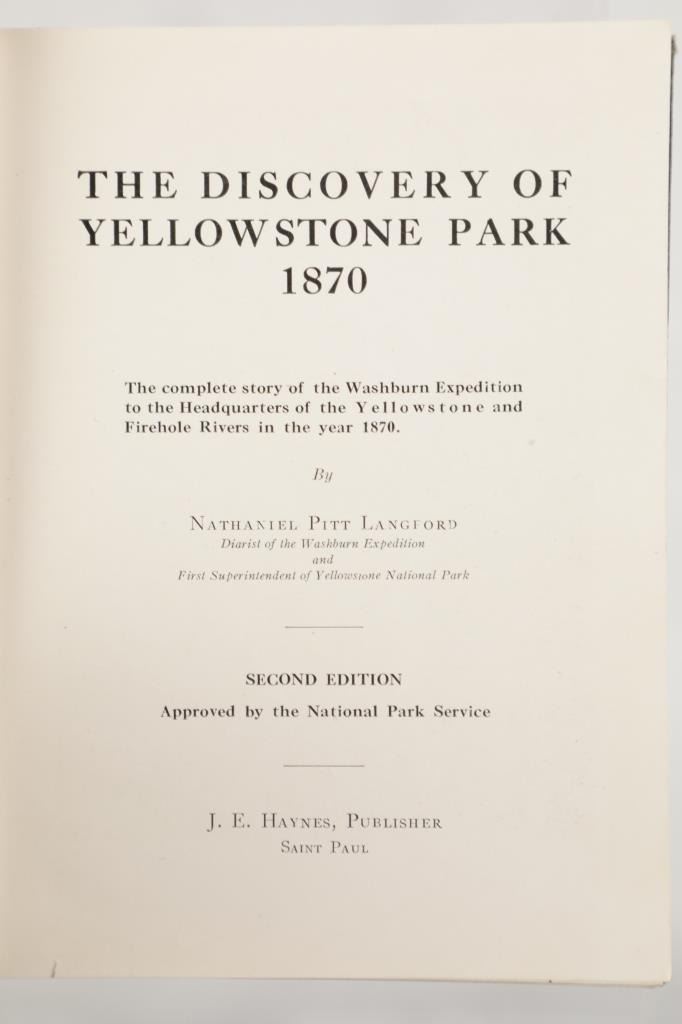 THE DISCOVERY OF
YELLOWSTONE PARK
1870
The complete story of the Washburn Expedition
to the Headquarters of the Yellowstone and
Firehole Rivers in the year 1870.
By
NATHANIEL PITT LANGFORD
Diarist of the Washburn Expedition
and
First Superintendent of Yellowstone National Park
SECOND EDITION
Approved by the National Park Service
J. E. HAYNES, PUBLISHER
SAINT PAUL